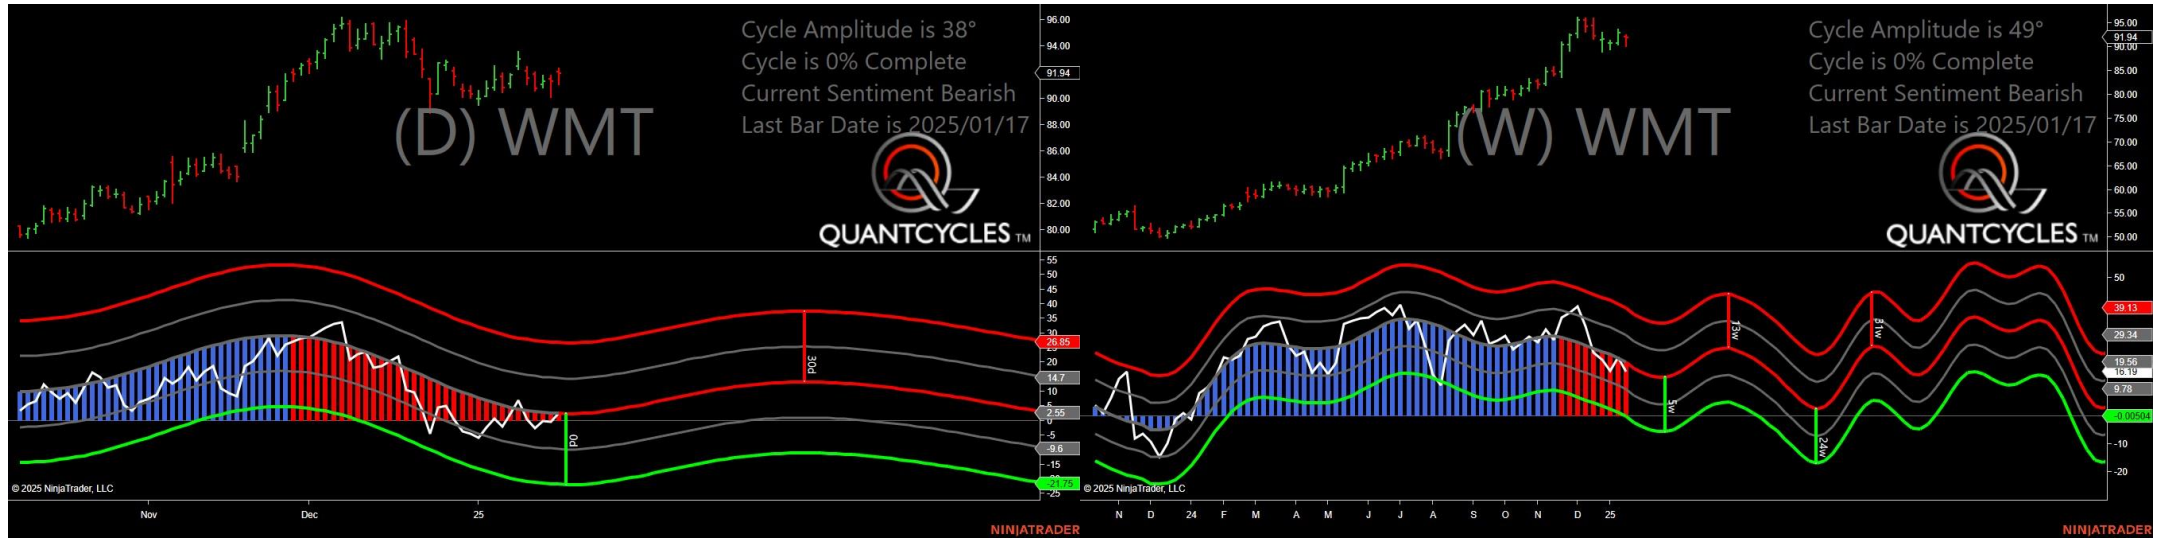 Cycle Amplitude is 38°
Cycle is 0% Complete
Current Sentiment Bearish
Last Bar Date is 2025/01/17
(D) WMT
QUANTCYCLES TM
96.00
94.00
91.94
90.00
88.00
86.00
84.00
82.00
80.00
55
50
45
40
35
30
26.85
25
20
14.7
10
5
2.55
0
-5
-9.6
-15
-21.75
-25
30d
0d
© 2025 NinjaTrader, LLC
Nov
Dec
25
NINJATRADER
Cycle Amplitude is 49°
Cycle is 0% Complete
Current Sentiment Bearish
Last Bar Date is 2025/01/17
(W) WMT
QUANTCYCLES TM
95.00
91.94
90.00
85.00
80.00
75.00
70.00
65.00
60.00
55.00
50.00
50
39.13
29.34
19.56
16.19
9.78
-0.00504
-10
-20
13w
31w
5w
24w
© 2025 NinjaTrader, LLC
N D 24 F M A M J J A S O N D 25
NINJATRADER